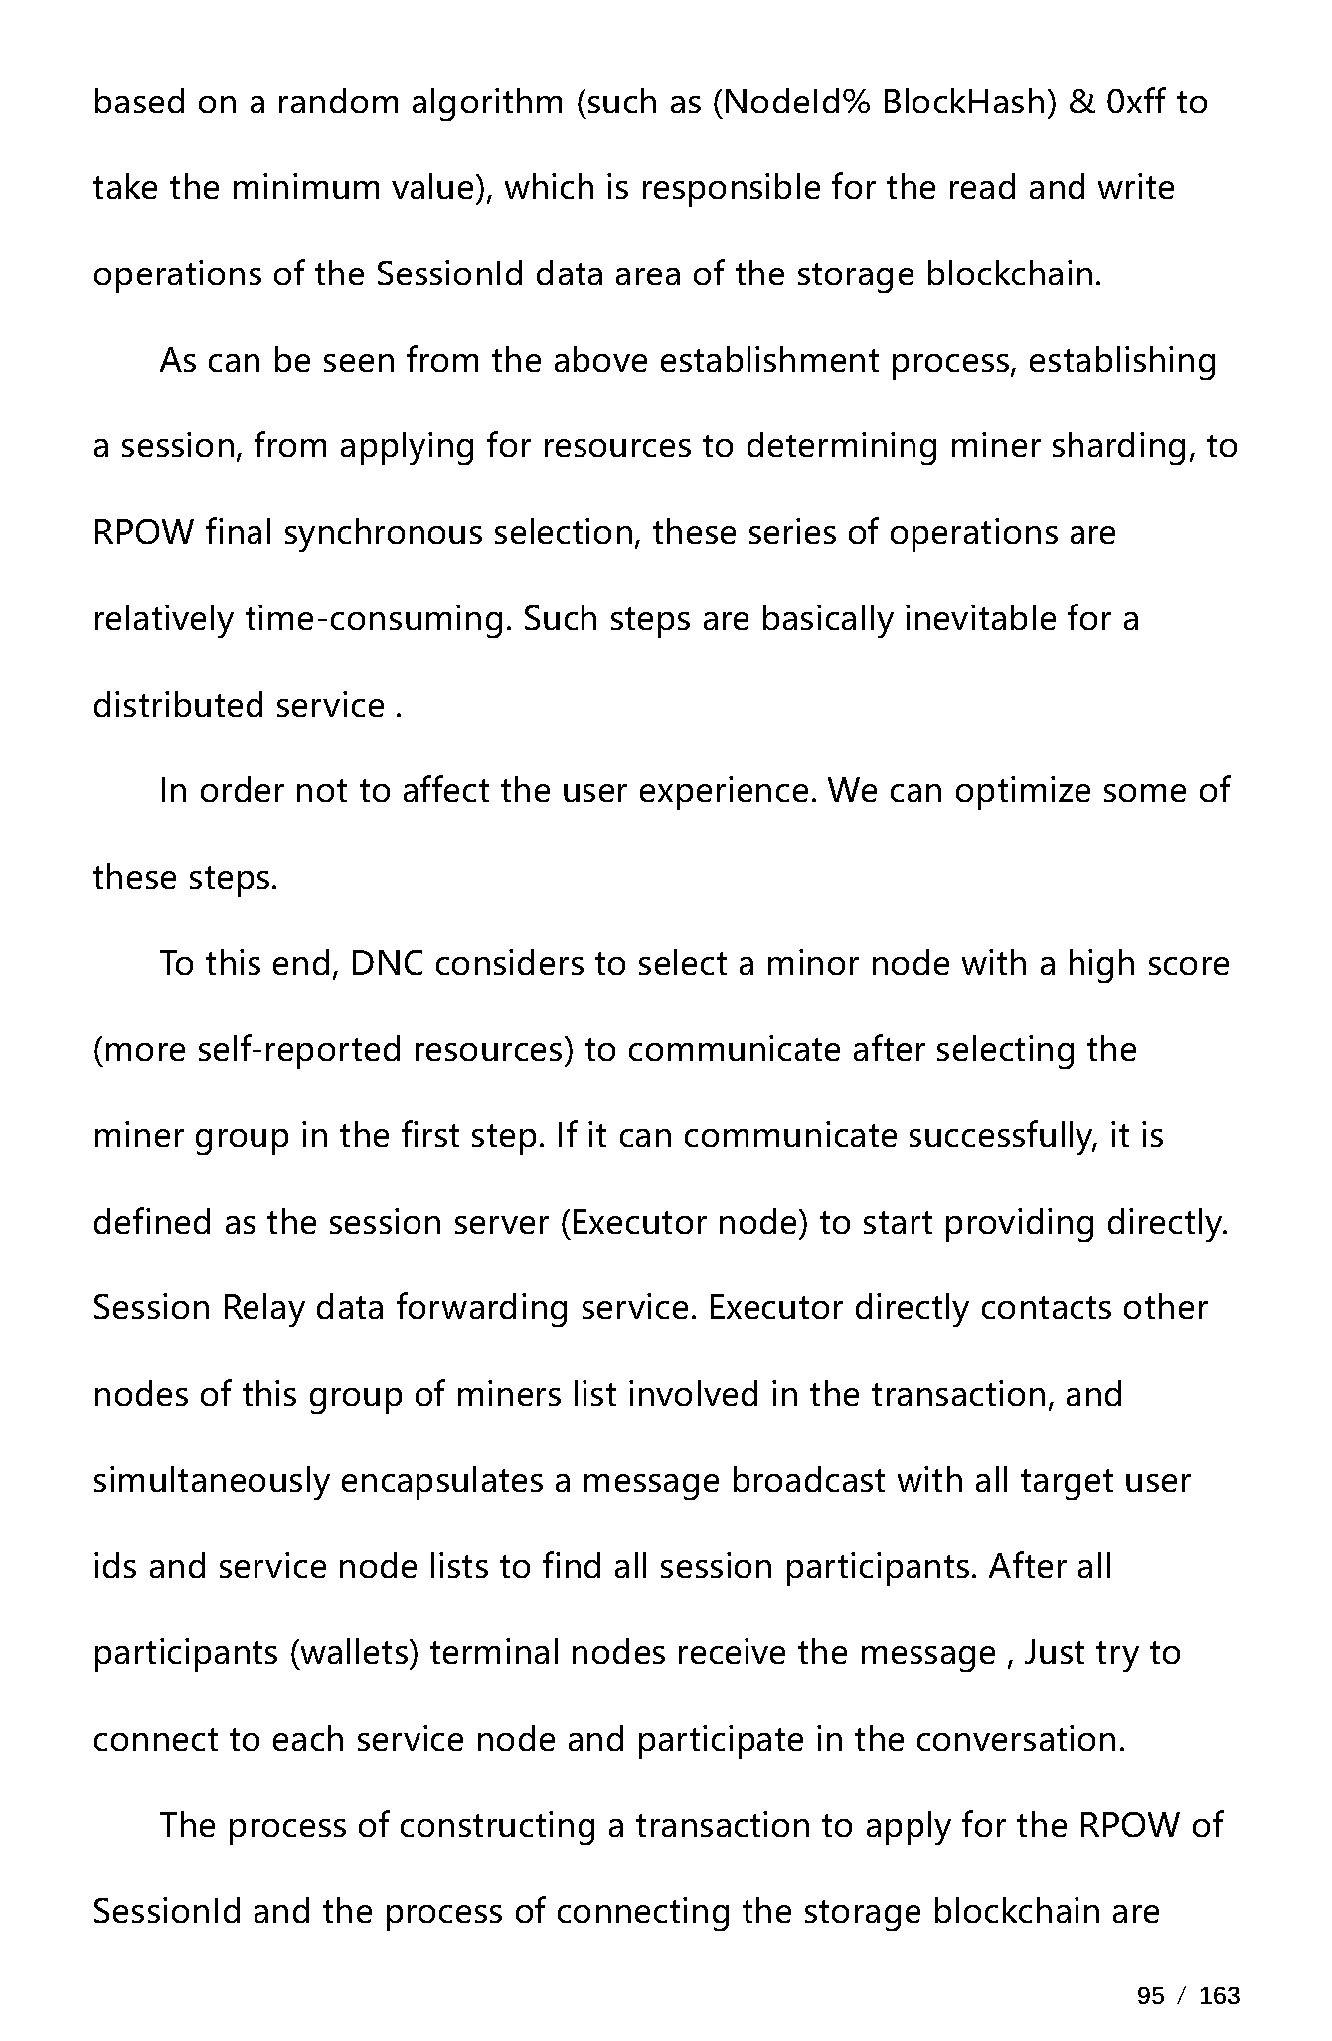 based on a random algorithm (such as (NodeId% BlockHash) & 0xff to
take the minimum value), which is responsible for the read and write
operations of the SessionId data area of the storage blockchain.
As can be seen from the above establishment process, establishing
a session, from applying for resources to determining miner sharding, to
RPOW final synchronous selection, these series of operations are
relatively time-consuming. Such steps are basically inevitable for a
distributed service .
In order not to affect the user experience. We can optimize some of
these steps.
To this end, DNC considers to select a minor node with a high score
(more self-reported resources) to communicate after selecting the
miner group in the first step. If it can communicate successfully, it is
defined as the session server (Executor node) to start providing directly.
Session Relay data forwarding service. Executor directly contacts other
nodes of this group of miners list involved in the transaction, and
simultaneously encapsulates a message broadcast with all target user
ids and service node lists to find all session participants. After all
participants (wallets) terminal nodes receive the message , Just try to
connect to each service node and participate in the conversation.
The process of constructing a transaction to apply for the RPOW of
SessionId and the process of connecting the storage blockchain are
95 / 163